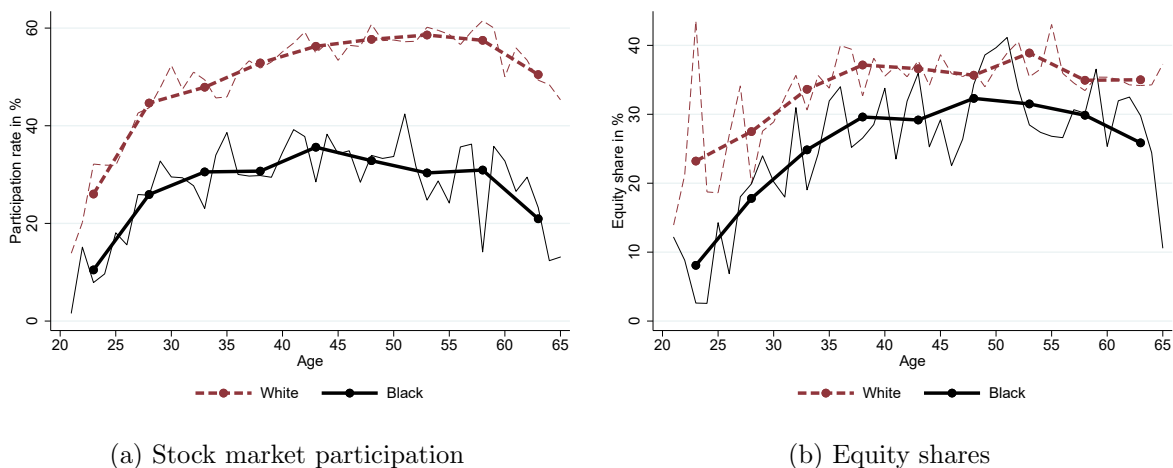 Participation rate in %
0
20
40
60
20 25 30 35 40 45 50 55 60 65
Age
White Black
(a) Stock market participation
Equity share in %
0
10
20
30
40
20 25 30 35 40 45 50 55 60 65
Age
White Black
(b) Equity shares